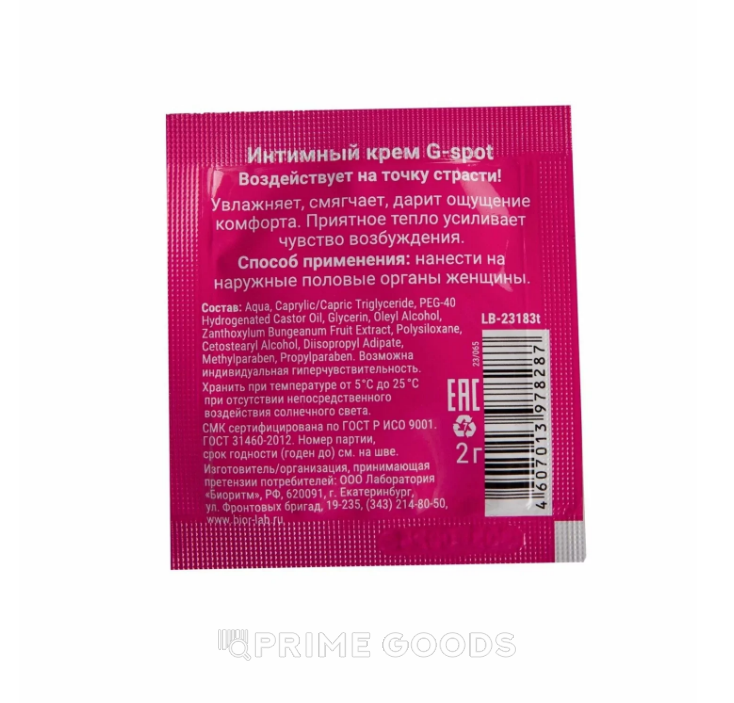 Интимный крем G-spot
Воздействует на точку страсти!
Увлажняет, смягчает, дарит ощущение
комфорта. Приятное тепло усиливает
чувство возбуждения.
Способ применения: нанести на
наружные половые органы женщины.
Состав: Aqua, Caprylic/Capric Triglyceride, PEG-40
Hydrogenated Castor Oil, Glycerin, Oleyl Alcohol,
Zanthoxylum Bungeanum Fruit Extract, Polysiloxane,
Cetostearyl Alcohol, Diisopropyl Adipate,
Methylparaben, Propylparaben. Возможна
индивидуальная гиперчувствительность.
Хранить при температуре от 5°C до 25°C
при отсутствии непосредственного
воздействия солнечного света.
СМК сертифицирована по ГОСТ Р ИСО 9001.
ГОСТ 31460-2012. Номер партии,
срок годности (годен до) см. на шве.
Изготовитель/организация, принимающая
претензии потребителей: ООО Лаборатория
"Биоритм", РФ, 620091, г. Екатеринбург,
ул. Фронтовых бригад, 19-235, (343) 214-80-50,
www.bior-lab.ru
LB-23183t
23/065
EAC
2 г
4 607013 978287
PRIME GOODS